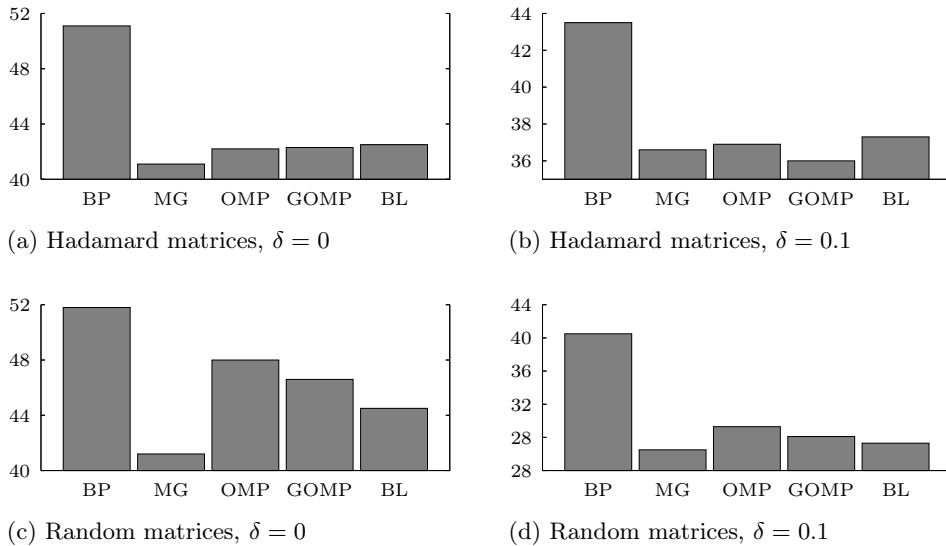 52
48
42
40
BP MG OMP GOMP BL
(a) Hadamard matrices, δ = 0
44
42
40
38
36
BP MG OMP GOMP BL
(b) Hadamard matrices, δ = 0.1
52
48
44
40
BP MG OMP GOMP BL
(c) Random matrices, δ = 0
44
40
36
32
28
28
BP MG OMP GOMP BL
(d) Random matrices, δ = 0.1